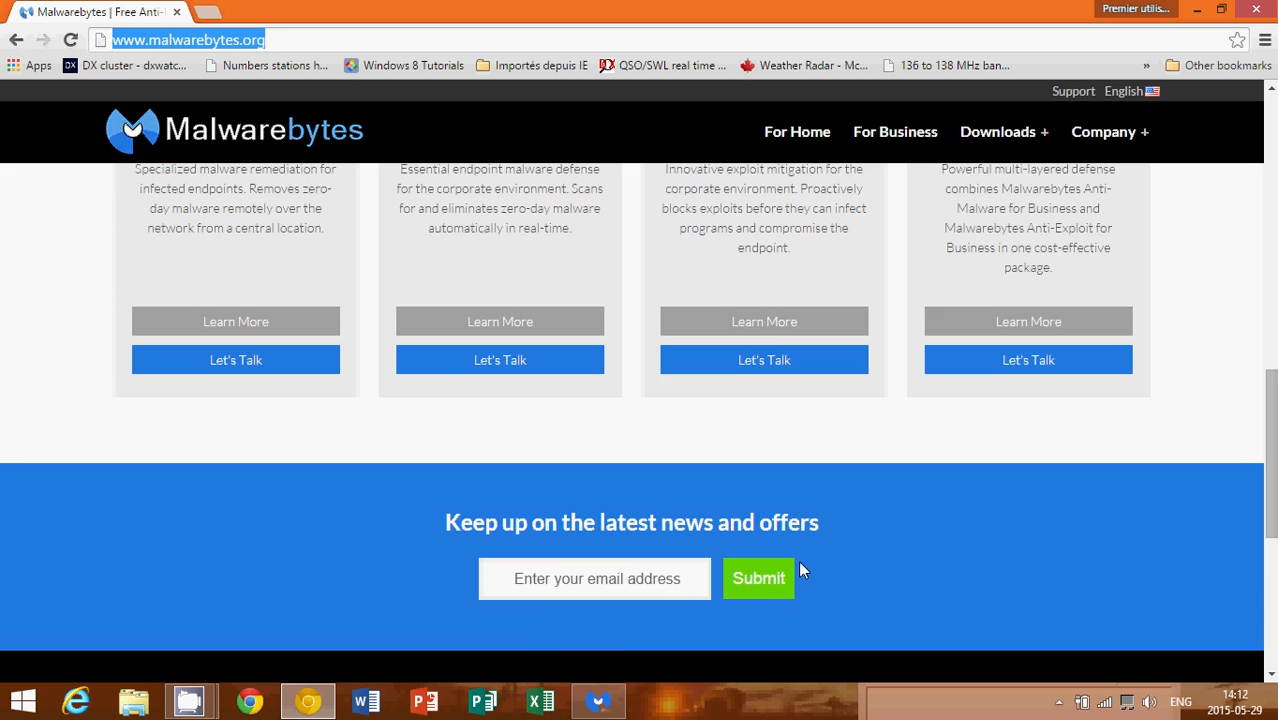 Malwarebytes | Free Anti-
Premier utilis...
www.malwarebytes.org
Apps DX cluster - dxwatc... Numbers stations h... Windows 8 Tutorials Importés depuis IE QSO/SWL real time ... Weather Radar - Mc... 136 to 138 MHz ban... » Other bookmarks
Support English
Malwarebytes For Home For Business Downloads + Company +
Specialized malware remediation for
infected endpoints. Removes zero-
day malware remotely over the
network from a central location.
Learn More
Let's Talk
Essential endpoint malware defense
for the corporate environment. Scans
for and eliminates zero-day malware
automatically in real-time.
Learn More
Let's Talk
Innovative exploit mitigation for the
corporate environment. Proactively
blocks exploits before they can infect
programs and compromise the
endpoint.
Learn More
Let's Talk
Powerful multi-layered defense
combines Malwarebytes Anti-
Malware for Business and
Malwarebytes Anti-Exploit for
Business in one cost-effective
package.
Learn More
Let's Talk
Keep up on the latest news and offers
Enter your email address Submit
ENG
14:12
2015-05-29